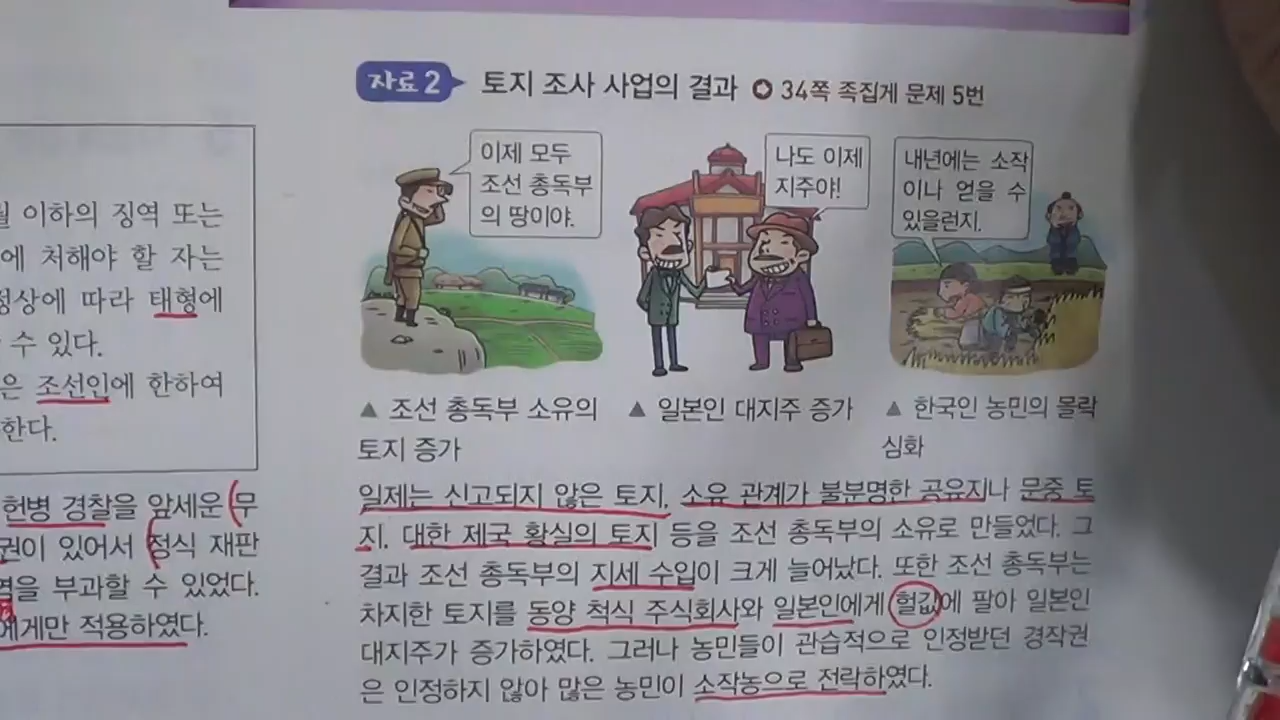 자료 2 토지 조사 사업의 결과 ➲ 34쪽 족집게 문제 5번
이제 모두
조선 총독부
의 땅이야.
나도 이제
지주야!
내년에는 소작
이나 얻을 수
있을런지.
▲ 조선 총독부 소유의
토지 증가
▲ 일본인 대지주 증가
▲ 한국인 농민의 몰락
심화
일제는 신고되지 않은 토지, 소유 관계가 불분명한 공유지나 문중 토
지, 대한 제국 황실의 토지 등을 조선 총독부의 소유로 만들었다. 그
결과 조선 총독부의 지세 수입이 크게 늘어났다. 또한 조선 총독부는
차지한 토지를 동양 척식 주식회사와 일본인에게 헐값에 팔아 일본인
대지주가 증가하였다. 그러나 농민들이 관습적으로 인정받던 경작권
은 인정하지 않아 많은 농민이 소작농으로 전락하였다.
이하의 징역 또는
에 처해야 할 자는
정상에 따라 태형에
수 있다.
은 조선인에 한하여
한다.
헌병 경찰을 앞세운 무
권이 있어서 정식 재판
을 부과할 수 있었다.
에게만 적용하였다.